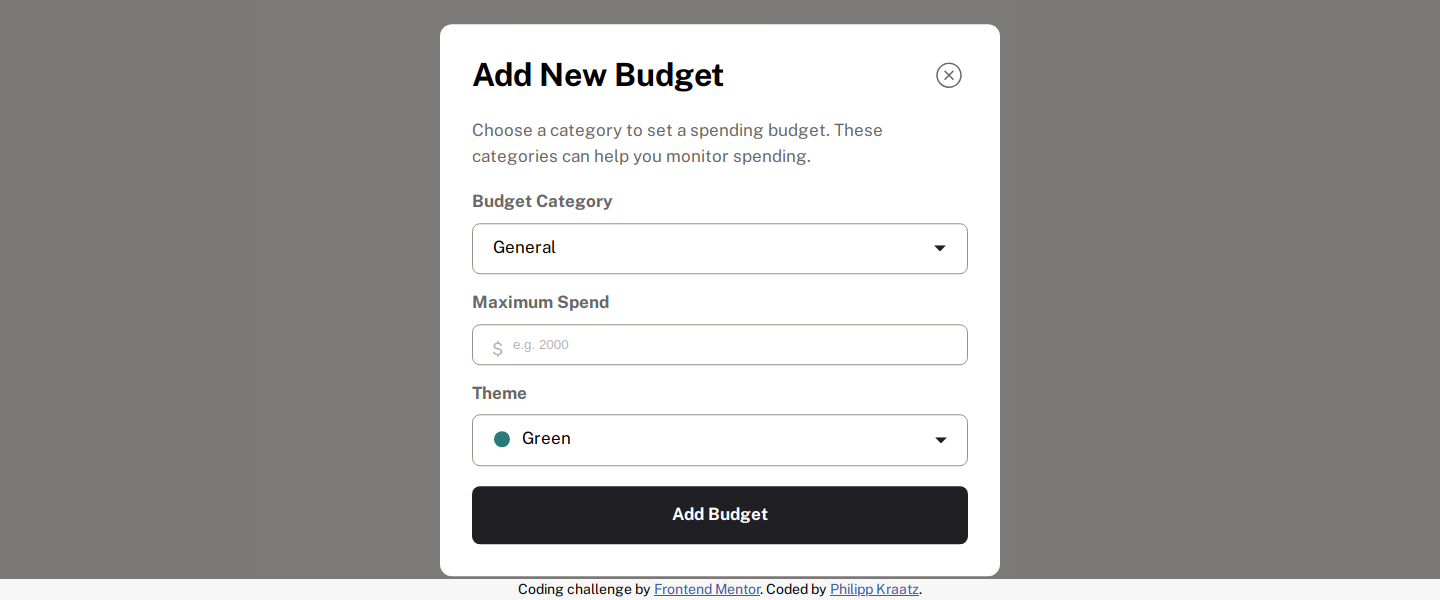 Add New Budget
Choose a category to set a spending budget. These
categories can help you monitor spending.
Budget Category
General
Maximum Spend
$ e.g. 2000
Theme
Green
Add Budget
Coding challenge by Frontend Mentor. Coded by Philipp Kraatz.